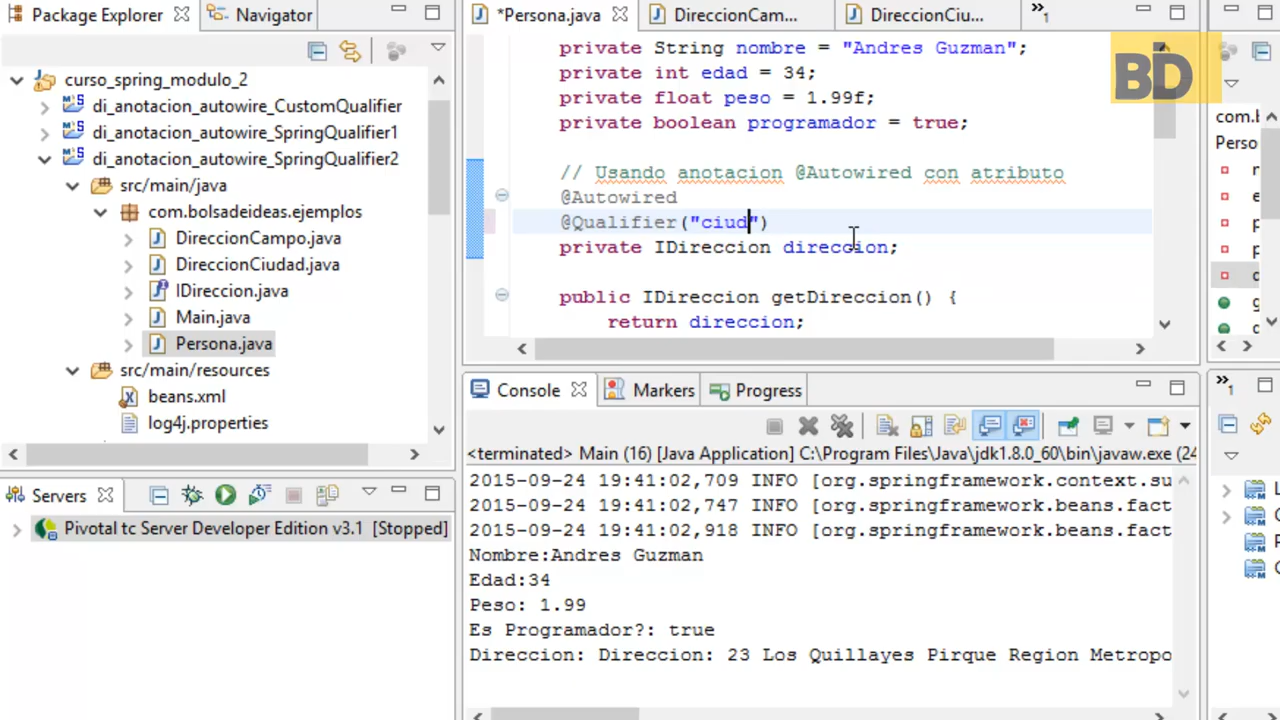 Package Explorer
Navigator
curso_spring_modulo_2
di_anotacion_autowire_CustomQualifier
di_anotacion_autowire_SpringQualifier1
di_anotacion_autowire_SpringQualifier2
src/main/java
com.bolsadeideas.ejemplos
DireccionCampo.java
DireccionCiudad.java
IDireccion.java
Main.java
Persona.java
src/main/resources
beans.xml
log4j.properties
Servers
Pivotal tc Server Developer Edition v3.1 [Stopped]
*Persona.java
DireccionCam...
DireccionCiu...
»1
private String nombre = "Andres Guzman";
private int edad = 34;
private float peso = 1.99f;
private boolean programador = true;
// Usando anotacion @Autowired con atributo
@Autowired
@Qualifier("ciud")
private IDireccion direccion;
public IDireccion getDireccion() {
return direccion;
BD
Console
Markers
Progress
<terminated> Main (16) [Java Application] C:\Program Files\Java\jdk1.8.0_60\bin\javaw.exe (24
2015-09-24 19:41:02,709 INFO [org.springframework.context.su
2015-09-24 19:41:02,747 INFO [org.springframework.beans.fact
2015-09-24 19:41:02,918 INFO [org.springframework.beans.fact
Nombre:Andres Guzman
Edad:34
Peso: 1.99
Es Programador?: true
Direccion: Direccion: 23 Los Quillayes Pirque Region Metropo
com.b
Perso
»1